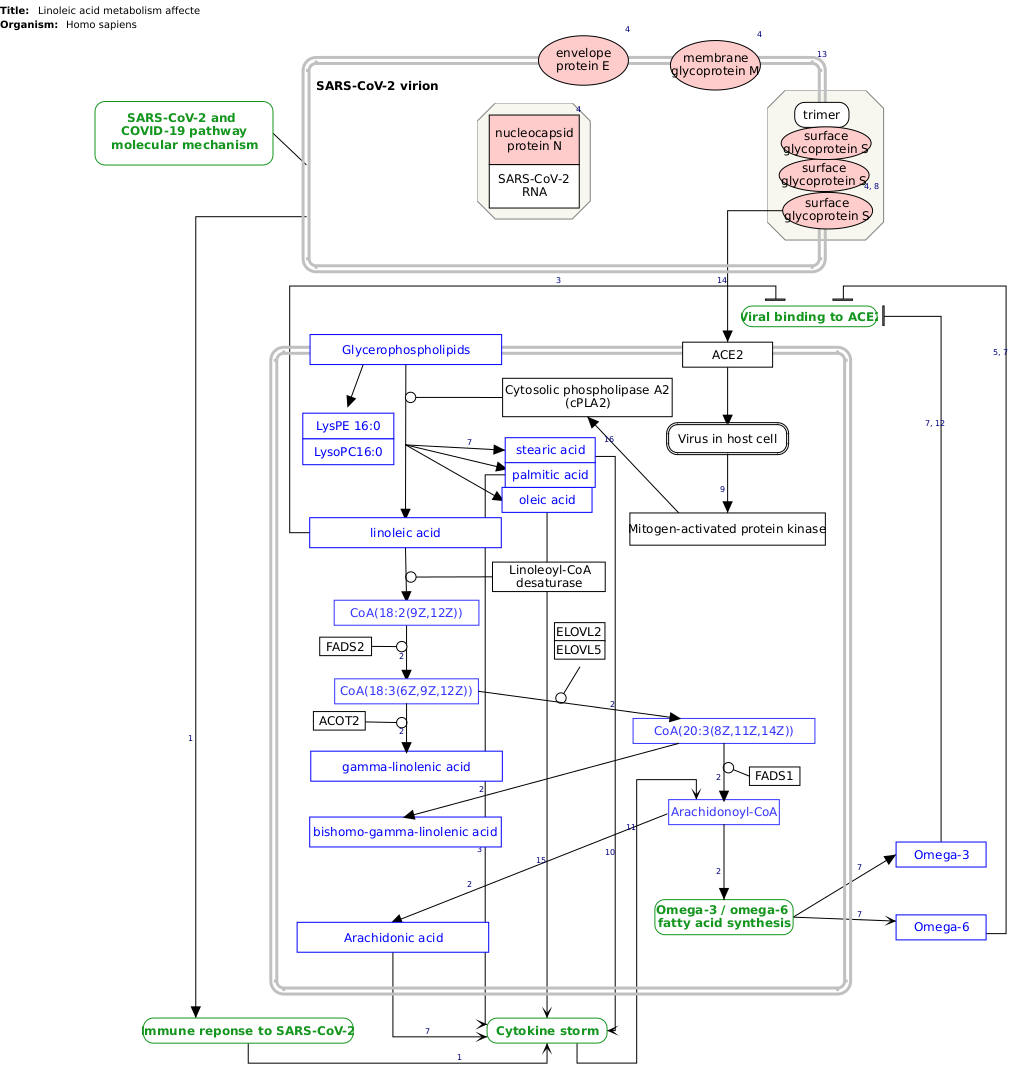 Title: Linoleic acid metabolism affecte
Organism: Homo sapiens
4
4
13
envelope
protein E
membrane
glycoprotein M
SARS-CoV-2 virion
4
trimer
SARS-CoV-2 and
COVID-19 pathway
molecular mechanism
nucleocapsid
protein N
surface
glycoprotein S
SARS-CoV-2
RNA
surface
glycoprotein S
4, 8
surface
glycoprotein S
3
14
Viral binding to ACE2
Glycerophospholipids
ACE2
5, 7
Cytosolic phospholipase A2
(cPLA2)
LysPE 16:0
LysoPC16:0
7
stearic acid
palmitic acid
oleic acid
16
Virus in host cell
7, 12
9
linoleic acid
Mitogen-activated protein kinase
Linoleoyl-CoA
desaturase
CoA(18:2(9Z,12Z))
FADS2
2
ELOVL2
ELOVL5
CoA(18:3(6Z,9Z,12Z))
2
ACOT2
2
CoA(20:3(8Z,11Z,14Z))
1
gamma-linolenic acid
2
FADS1
2
Arachidonoyl-CoA
bishomo-gamma-linolenic acid
11
3
15
10
Omega-3
2
2
7
Omega-3 / omega-6
fatty acid synthesis
7
Omega-6
Arachidonic acid
mmune reponse to SARS-CoV-2
7
Cytokine storm
1